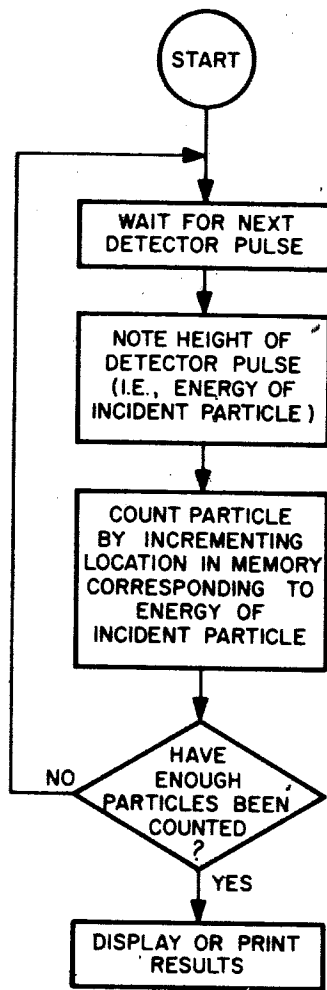 START
WAIT FOR NEXT
DETECTOR PULSE
NOTE HEIGHT OF
DETECTOR PULSE
(I.E., ENERGY OF
INCIDENT PARTICLE)
COUNT PARTICLE
BY INCREMENTING
LOCATION IN MEMORY
CORRESPONDING TO
ENERGY OF
INCIDENT PARTICLE
HAVE
ENOUGH
PARTICLES BEEN
COUNTED
?
NO
YES
DISPLAY OR PRINT
RESULTS